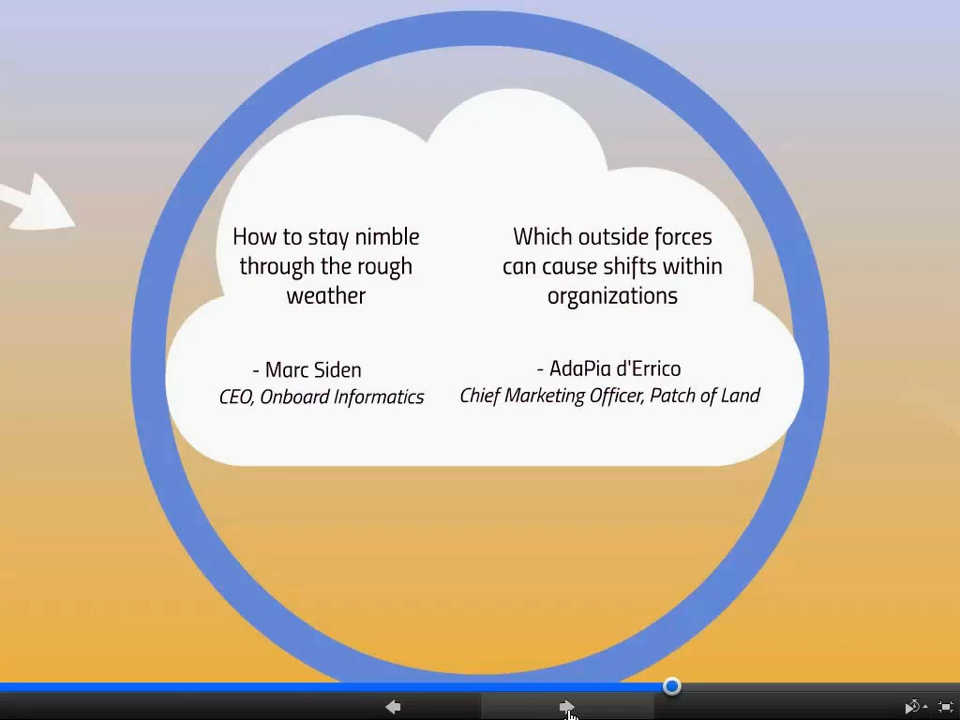 How to stay nimble
through the rough
weather
- Marc Siden
CEO, Onboard Informatics
Which outside forces
can cause shifts within
organizations
- AdaPia d'Errico
Chief Marketing Officer, Patch of Land